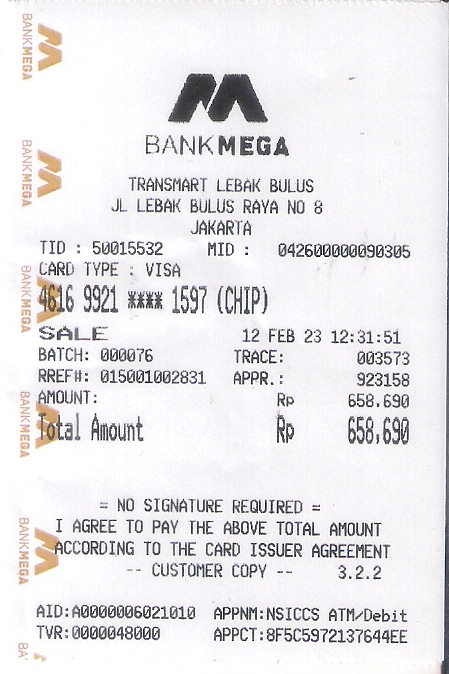 BANKMEGA
TRANSMART LEBAK BULUS
JL LEBAK BULUS RAYA NO 8
JAKARTA
TID : 50015532 MID : 042600000090305
CARD TYPE : VISA
4616 9921 **** 1597 (CHIP)
SALE 12 FEB 23 12:31:51
BATCH: 000076 TRACE: 003573
RREF#: 015001002831 APPR.: 923158
AMOUNT: Rp 658,690
Total Amount Rp 658,690
= NO SIGNATURE REQUIRED =
I AGREE TO PAY THE ABOVE TOTAL AMOUNT
ACCORDING TO THE CARD ISSUER AGREEMENT
-- CUSTOMER COPY -- 3.2.2
AID:A0000006021010 APPNM:NSICCS ATM/Debit
TVR:0000048000 APPCT:8F5C5972137644EE
BANKMEGA
BANKMEGA
BANKMEGA
BANKMEGA
BANKMEGA
BA